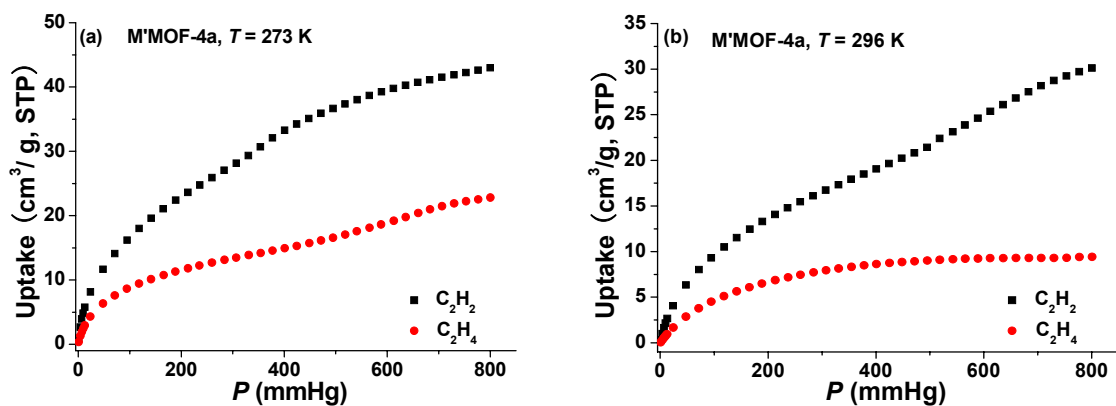 (a) M'MOF-4a, T = 273 K
Uptake (cm³/ g, STP)
50
40
30
20
10
0
C₂H₂
C₂H₄
0 200 400 600 800
P (mmHg)
(b) M'MOF-4a, T = 296 K
Uptake (cm³/g, STP)
35
30
25
20
15
10
5
0
C₂H₂
C₂H₄
0 200 400 600 800
P (mmHg)